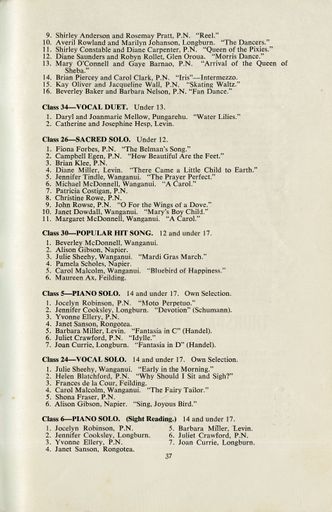 9. Shirley Anderson and Rosemay Pratt, P.N. "Reel."
10. Averil Rowland and Marilyn Johanson, Longburn. "The Dancers."
11. Shirley Constable and Diane Carpenter, P.N. "Queen of the Pixies."
12. Diane Saunders and Robyn Rollet, Glen Oroua. "Morris Dance."
13. Mary O'Connell and Gaye Barnao, P.N. "Arrival of the Queen of
Sheba."
14. Brian Piercey and Carol Clark, P.N. "Iris"—Intermezzo.
15. Kay Oliver and Jacqueline Wall, P.N. "Skating Waltz."
16. Beverley Baker and Barbara Nelson, P.N. "Fan Dance."
Class 34—VOCAL DUET. Under 13.
1. Daryl and Joanmarie Mellow, Pungarehu. "Water Lilies."
2. Catherine and Josephine Hesp, Levin.
Class 26—SACRED SOLO. Under 12.
1. Fiona Forbes, P.N. "The Belman's Song."
2. Campbell Egen, P.N. "How Beautiful Are the Feet."
3. Brian Klee, P.N.
4. Diane Miller, Levin. "There Came a Little Child to Earth."
5. Jennifer Tindle, Wanganui. "The Prayer Perfect."
6. Michael McDonnell, Wanganui. "A Carol."
7. Patricia Costigan, P.N.
8. Christine Rowe, P.N.
9. John Rowse, P.N. "O For the Wings of a Dove."
10. Janet Dowdall, Wanganui. "Mary's Boy Child."
11. Margaret McDonnell, Wanganui. "A Carol."
Class 30—POPULAR HIT SONG. 12 and under 17.
1. Beverley McDonnell, Wanganui.
2. Alison Gibson, Napier.
3. Julie Sheehy, Wanganui. "Mardi Gras March."
4. Pamela Scholes, Napier.
5. Carol Malcolm, Wanganui. "Bluebird of Happiness."
6. Maureen Ax, Feilding.
Class 5—PIANO SOLO. 14 and under 17. Own Selection.
1. Jocelyn Robinson, P.N. "Moto Perpetuo."
2. Jennifer Cooksley, Longburn. "Devotion" (Schumann).
3. Yvonne Ellery, P.N.
4. Janet Sanson, Rongotea.
5. Barbara Miller, Levin. "Fantasia in C" (Handel).
6. Juliet Crawford, P.N. "Idylle."
7. Joan Currie, Longburn. "Fantasia in D" (Handel).
Class 24—VOCAL SOLO. 14 and under 17. Own Selection.
1. Julie Sheehy, Wanganui. "Early in the Morning."
2. Helen Blatchford, P.N. "Why Should I Sit and Sigh?"
3. Frances de la Cour, Feilding.
4. Carol Malcolm, Wanganui. "The Fairy Tailor."
5. Shona Fraser, P.N.
6. Alison Gibson, Napier. "Sing, Joyous Bird."
Class 6—PIANO SOLO. (Sight Reading.) 14 and under 17.
1. Jocelyn Robinson, P.N.
2. Jennifer Cooksley, Longburn.
3. Yvonne Ellery, P.N.
4. Janet Sanson, Rongotea.
5. Barbara Miller, Levin.
6. Juliet Crawford, P.N.
7. Joan Currie, Longburn.
37